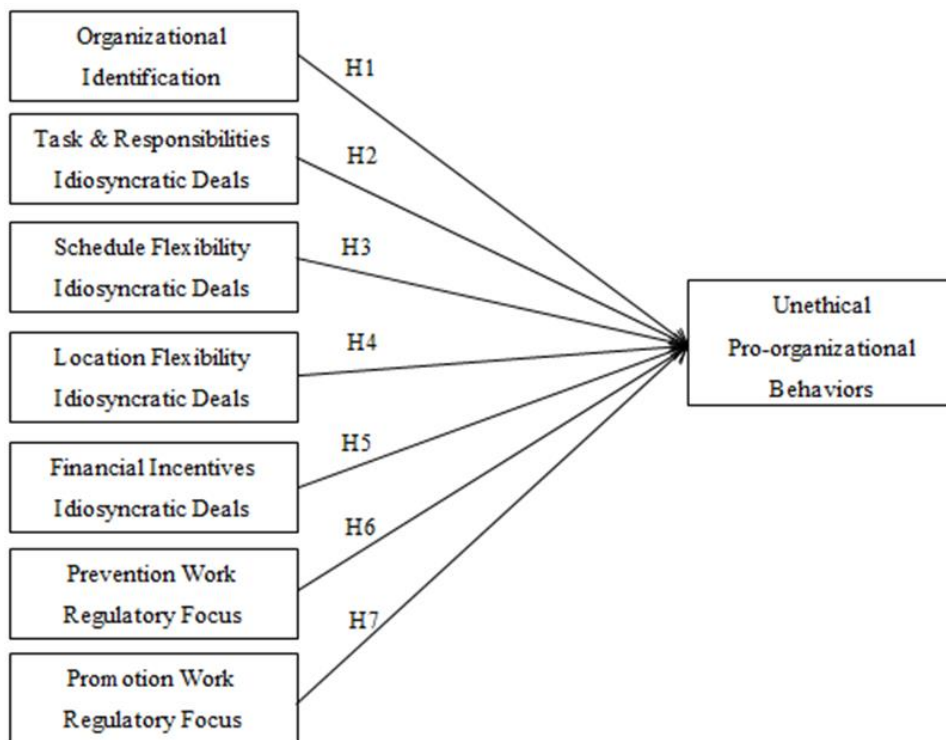 Organizational
Identification
H1
Task & Responsibilities
Idiosyncratic Deals
H2
Schedule Flexibility
Idiosyncratic Deals
H3
Location Flexibility
Idiosyncratic Deals
H4
Financial Incentives
Idiosyncratic Deals
H5
Prevention Work
Regulatory Focus
H6
Promotion Work
Regulatory Focus
H7
Unethical
Pro-organizational
Behaviors